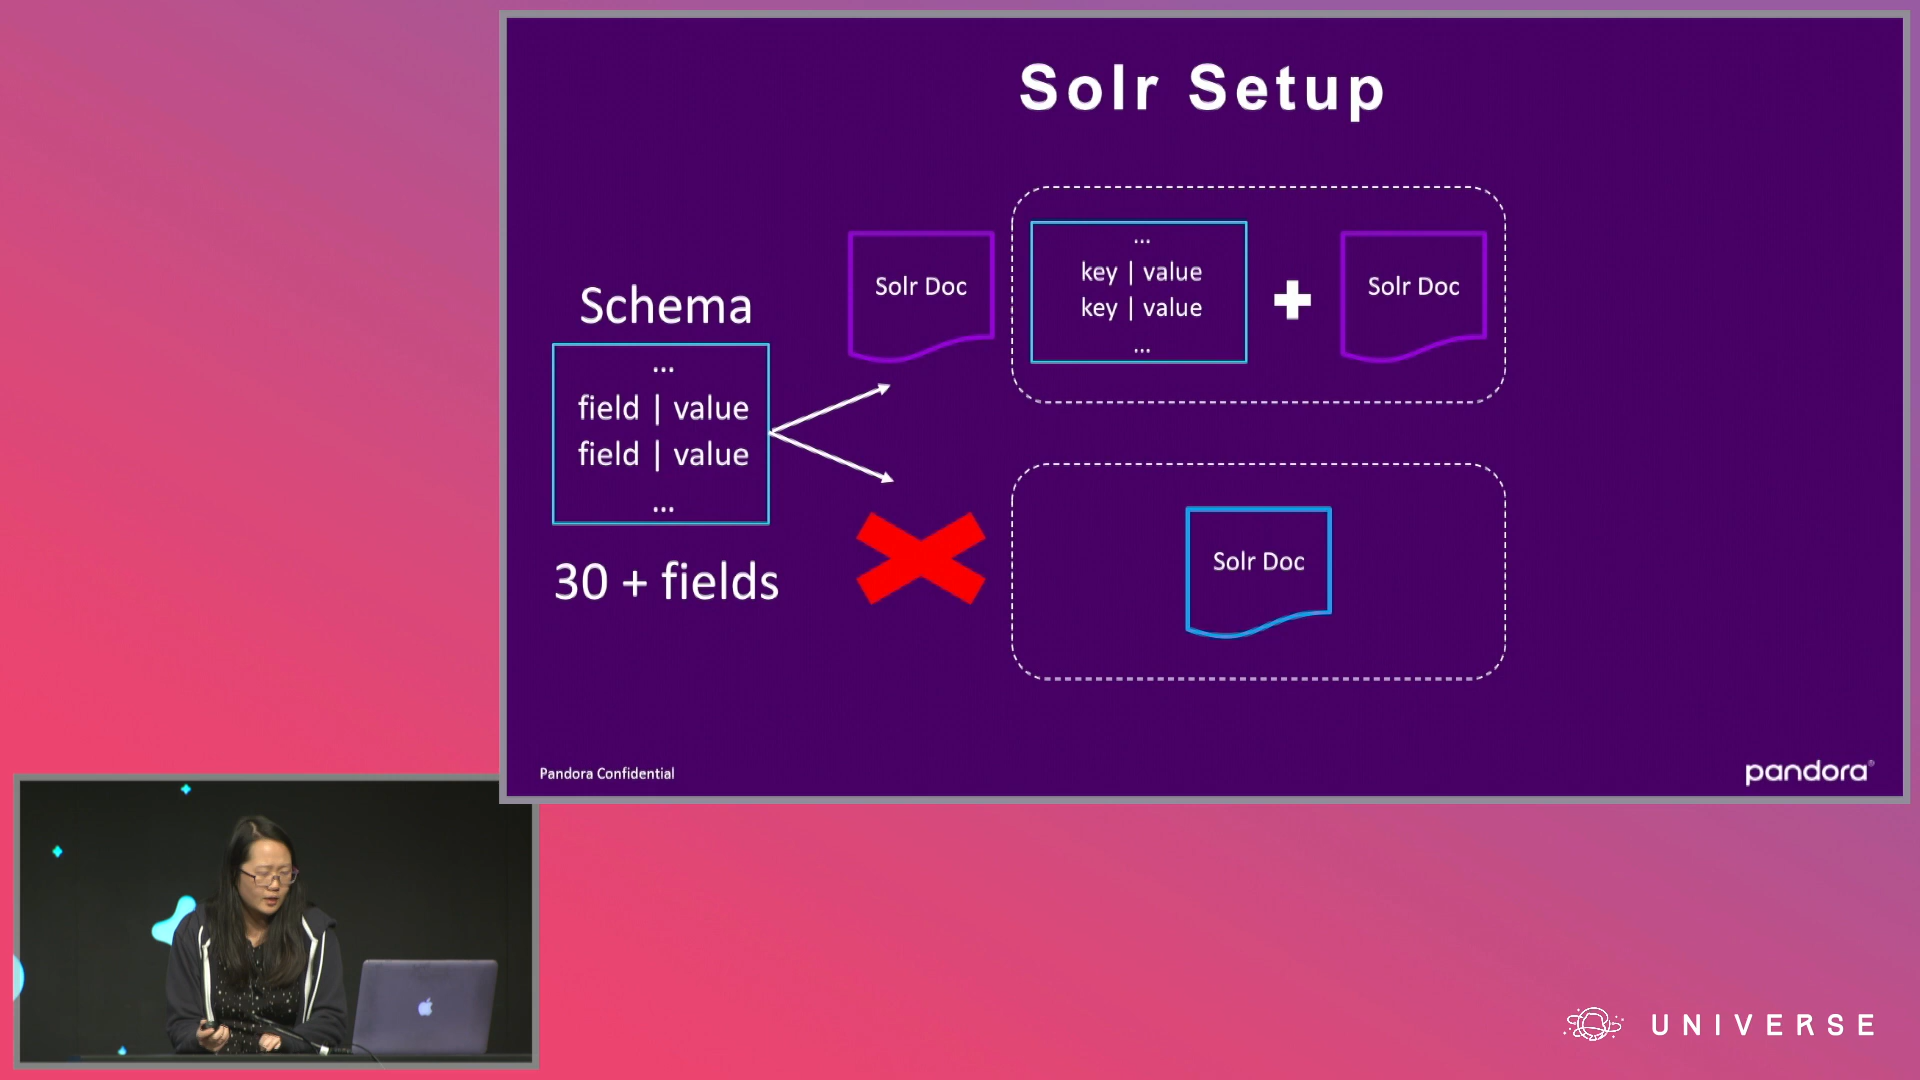 Solr Setup
Schema
...
field | value
field | value
...
30 + fields
Solr Doc
...
key | value
key | value
...
Solr Doc
Solr Doc
Pandora Confidential
pandora®
UNIVERSE